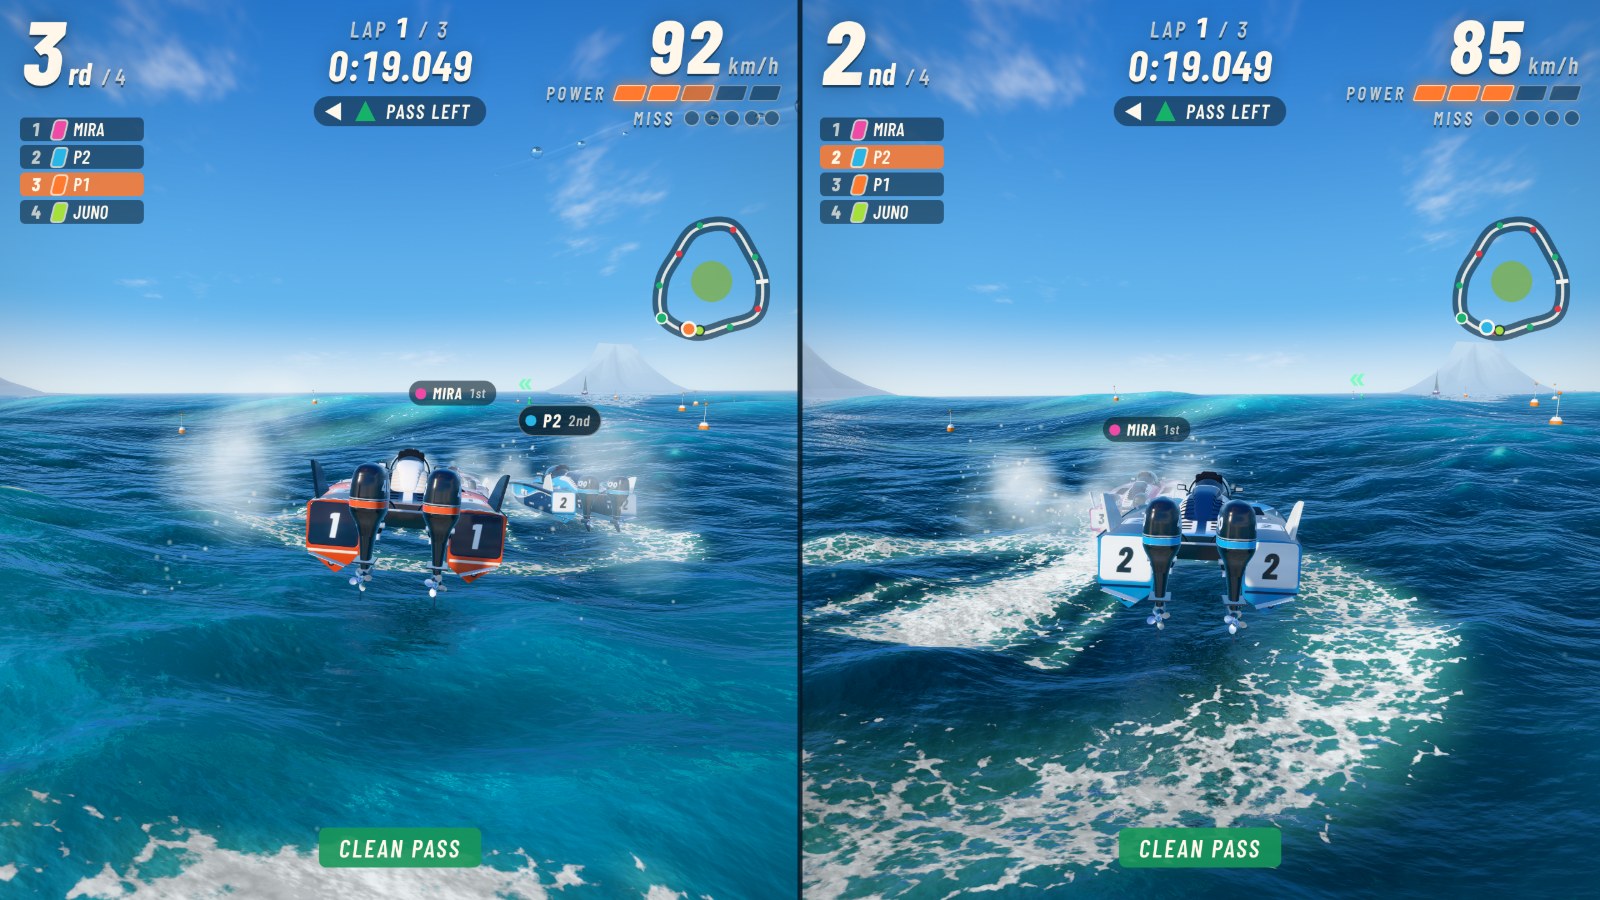 3rd / 4
LAP 1 / 3
0:19.049
PASS LEFT
92 km/h
POWER
MISS
1 MIRA
2 P2
3 P1
4 JUNO
MIRA 1st
P2 2nd
2
1
1
CLEAN PASS
2nd / 4
LAP 1 / 3
0:19.049
PASS LEFT
85 km/h
POWER
MISS
1 MIRA
2 P2
3 P1
4 JUNO
MIRA 1st
3
2
2
CLEAN PASS